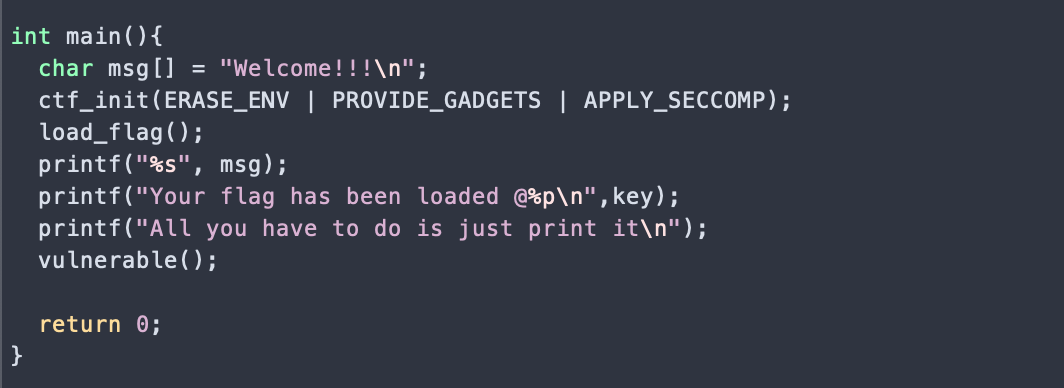 int main(){
  char msg[] = "Welcome!!!\n";
  ctf_init(ERASE_ENV | PROVIDE_GADGETS | APPLY_SECCOMP);
  load_flag();
  printf("%s", msg);
  printf("Your flag has been loaded @%p\n",key);
  printf("All you have to do is just print it\n");
  vulnerable();

  return 0;
}